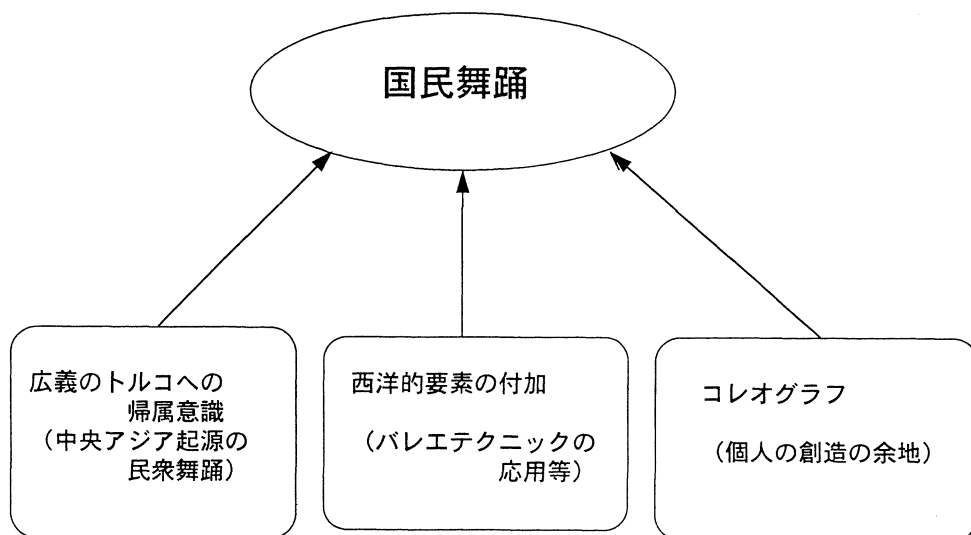 国民舞踊
広義のトルコへの
帰属意識
（中央アジア起源の
民衆舞踊）
西洋的要素の付加
（バレエテクニックの
応用等）
コレオグラフ
（個人の創造の余地）